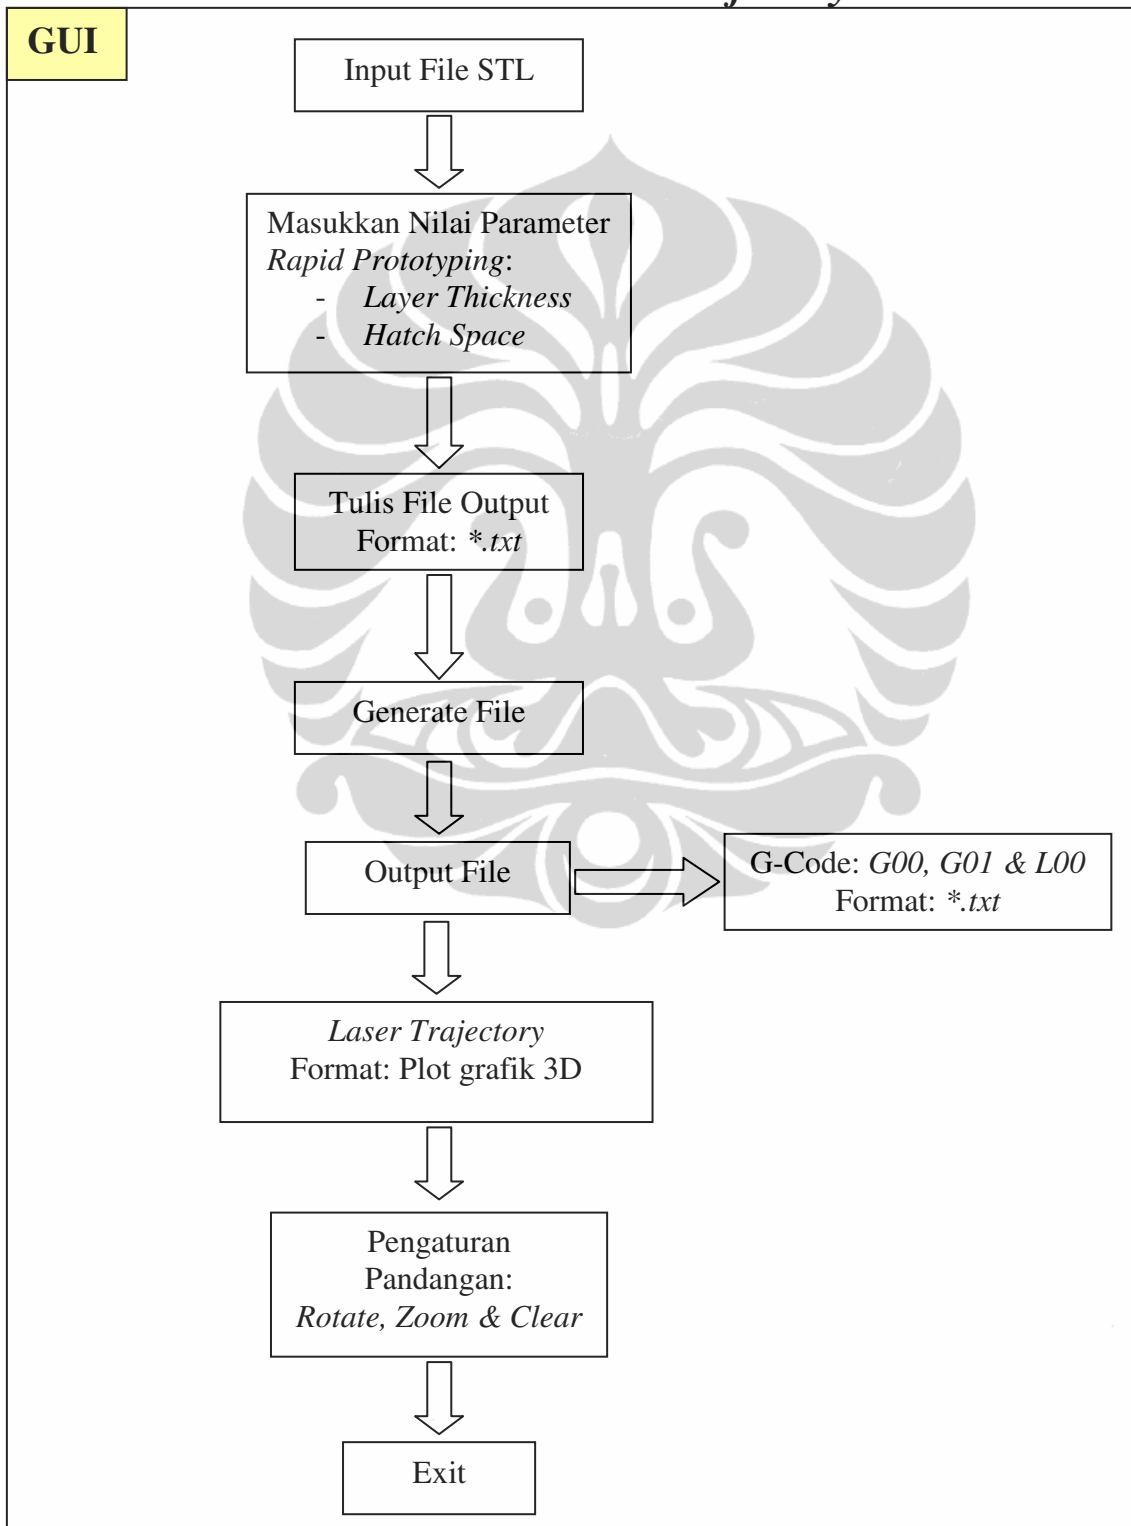 GUI
Input File STL
Masukkan Nilai Parameter
Rapid Prototyping:
- Layer Thickness
- Hatch Space
Tulis File Output
Format: *.txt
Generate File
Output File
G-Code: G00, G01 & L00
Format: *.txt
Laser Trajectory
Format: Plot grafik 3D
Pengaturan
Pandangan:
Rotate, Zoom & Clear
Exit